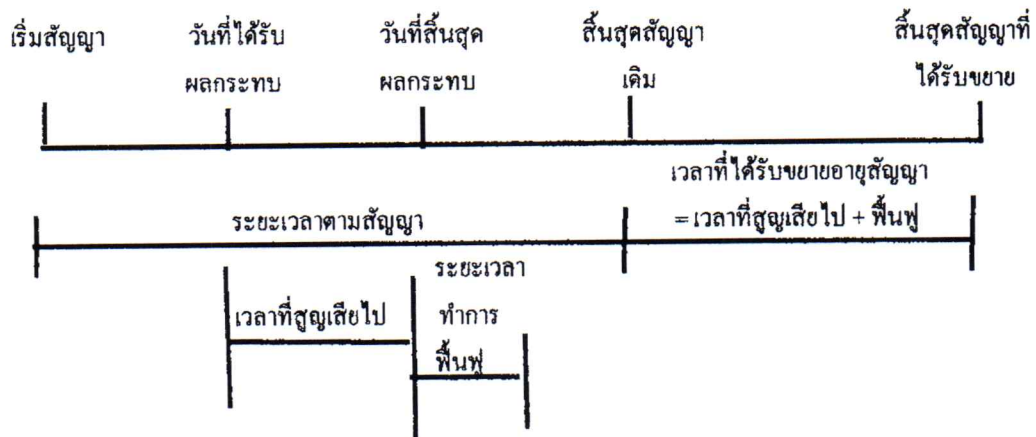 เริ่มสัญญา วันที่ได้รับ วันที่สิ้นสุด สิ้นสุดสัญญา สิ้นสุดสัญญาที่
ผลกระทบ ผลกระทบ เดิม ได้รับขยาย
เวลาที่ได้รับขยายอายุสัญญา
ระยะเวลาตามสัญญา = เวลาที่สูญเสียไป + ฟื้นฟู
ระยะเวลา
เวลาที่สูญเสียไป ทำการ
ฟื้นฟู